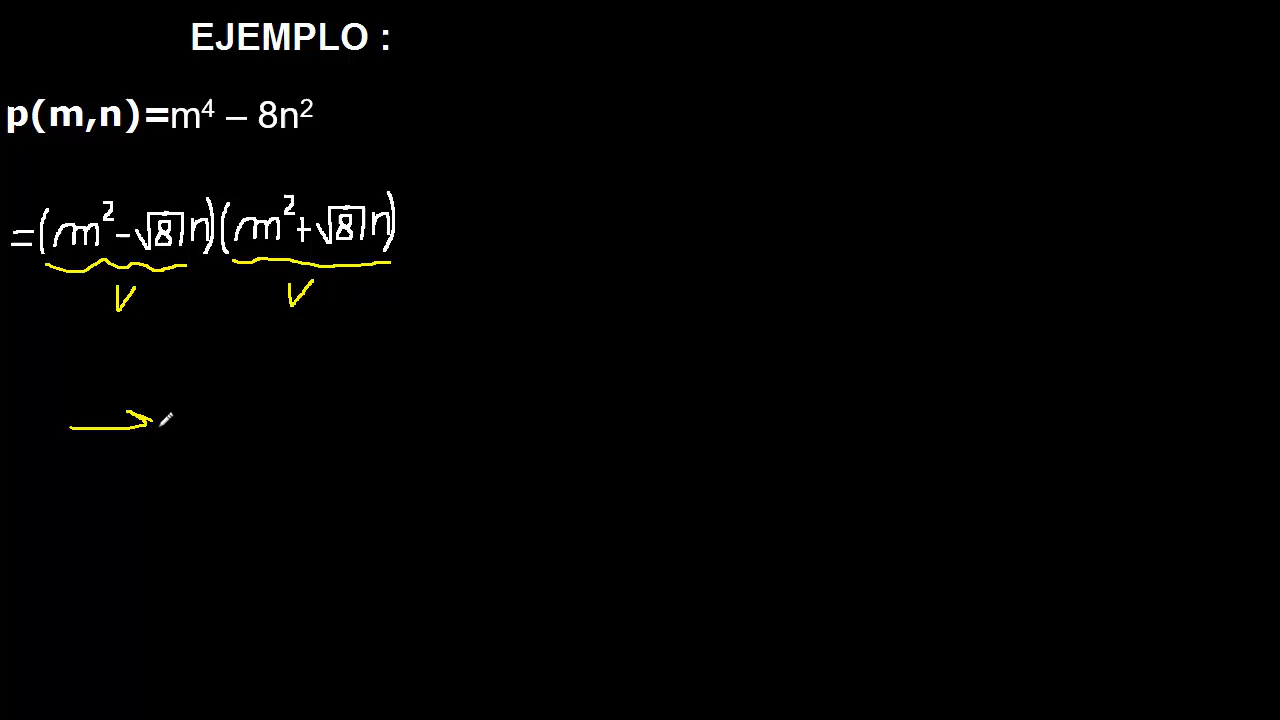 EJEMPLO :
p(m,n)=m⁴ – 8n²
=(m²-√8n)(m²+√8n)
V V